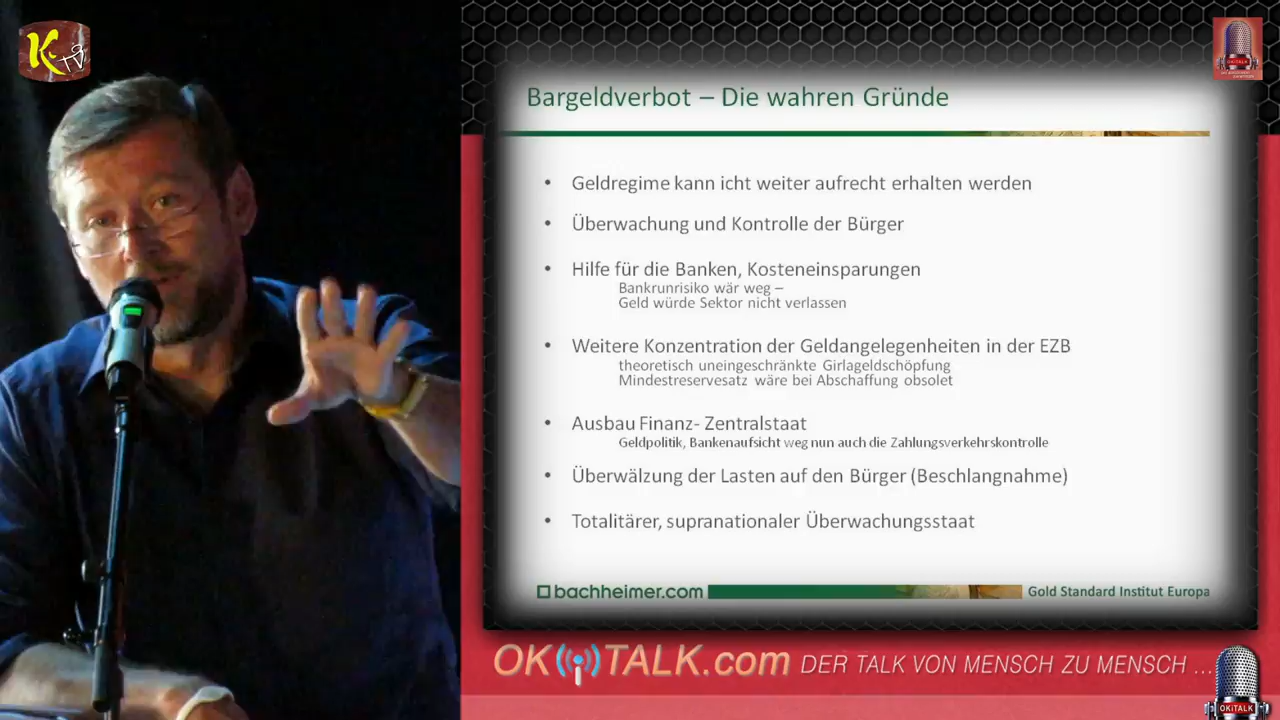 K TV
OKiTALK
Bargeldverbot – Die wahren Gründe
• Geldregime kann icht weiter aufrecht erhalten werden
• Überwachung und Kontrolle der Bürger
• Hilfe für die Banken, Kosteneinsparungen
Bankrunrisiko wär weg –
Geld würde Sektor nicht verlassen
• Weitere Konzentration der Geldangelegenheiten in der EZB
theoretisch uneingeschränkte Girlageldschöpfung
Mindestreservesatz wäre bei Abschaffung obsolet
• Ausbau Finanz- Zentralstaat
Geldpolitik, Bankenaufsicht weg nun auch die Zahlungsverkehrskontrolle
• Überwälzung der Lasten auf den Bürger (Beschlangnahme)
• Totalitärer, supranationaler Überwachungsstaat
bachheimer.com Gold Standard Institut Europa
OKiTALK.com DER TALK VON MENSCH ZU MENSCH ...
OKiTALK